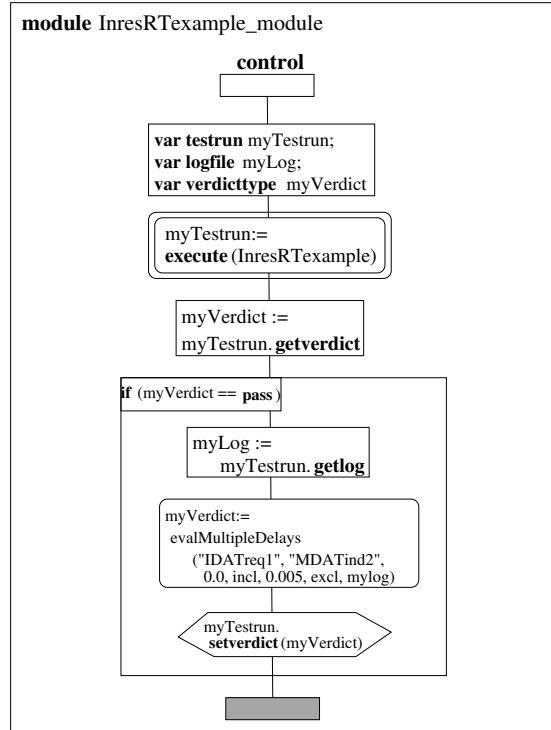 module InresRTexample_module
control
var testrun myTestrun;
var logfile myLog;
var verdicttype myVerdict
myTestrun:=
execute (InresRTexample)
myVerdict :=
myTestrun. getverdict
if (myVerdict == pass )
myLog :=
myTestrun. getlog
myVerdict:=
evalMultipleDelays
("IDATreq1", "MDATind2",
0.0, incl, 0.005, excl, mylog)
myTestrun.
setverdict (myVerdict)